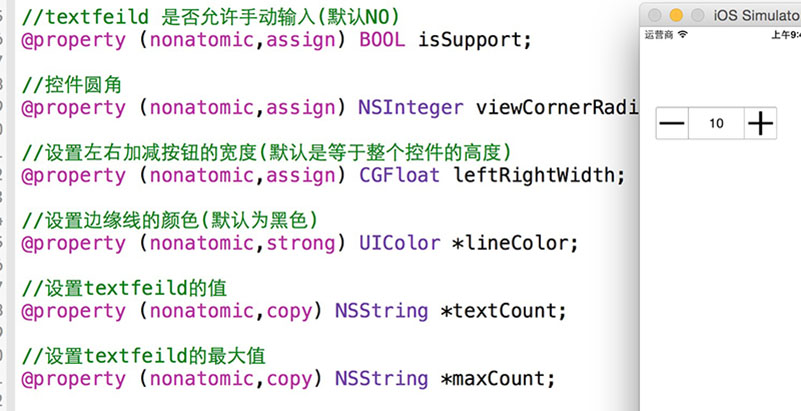 //textfeild 是否允许手动输入(默认NO)
@property (nonatomic,assign) BOOL isSupport;
//控件圆角
@property (nonatomic,assign) NSInteger viewCornerRadi
//设置左右加减按钮的宽度(默认是等于整个控件的高度)
@property (nonatomic,assign) CGFloat leftRightWidth;
//设置边缘线的颜色(默认为黑色)
@property (nonatomic,strong) UIColor *lineColor;
//设置textfeild的值
@property (nonatomic,copy) NSString *textCount;
//设置textfeild的最大值
@property (nonatomic,copy) NSString *maxCount;
iOS Simulato
运营商 上午9:4
10